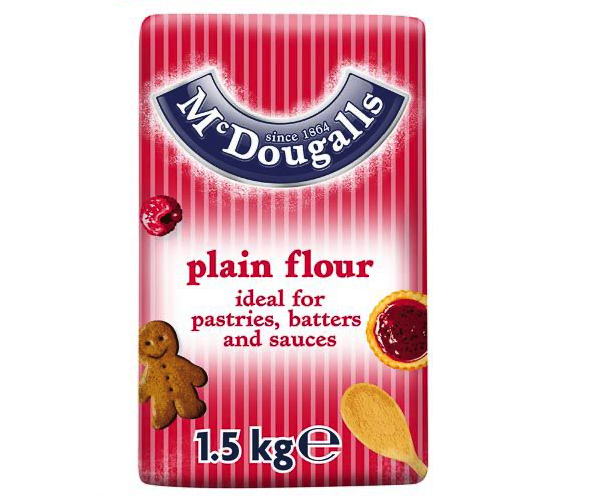 McDougalls
since 1864
plain flour
ideal for
pastries, batters
and sauces
1.5 kg ℮